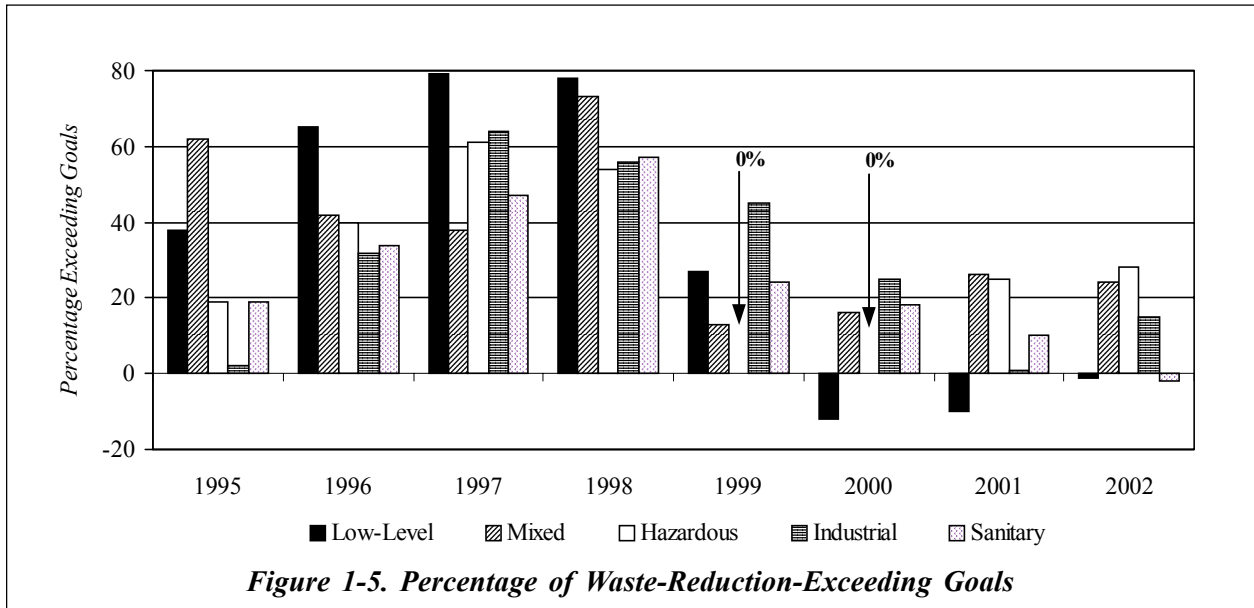 Percentage Exceeding Goals
80
60
40
20
0
-20
0%
0%
1995 1996 1997 1998 1999 2000 2001 2002
Low-Level Mixed Hazardous Industrial Sanitary
Figure 1-5. Percentage of Waste-Reduction-Exceeding Goals